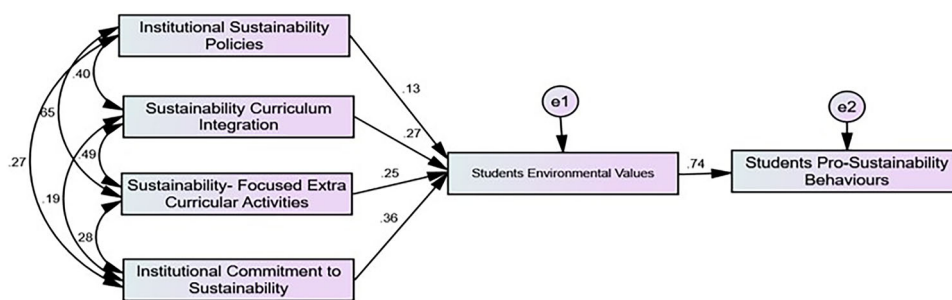 Institutional Sustainability
Policies
.40
.13
65
Sustainability Curriculum
Integration
e1
e2
.27
.49
.27
Students Environmental Values
.74
Students Pro-Sustainability
Behaviours
Sustainability- Focused Extra
Curricular Activities
.25
.19
.36
28
Institutional Commitment to
Sustainability